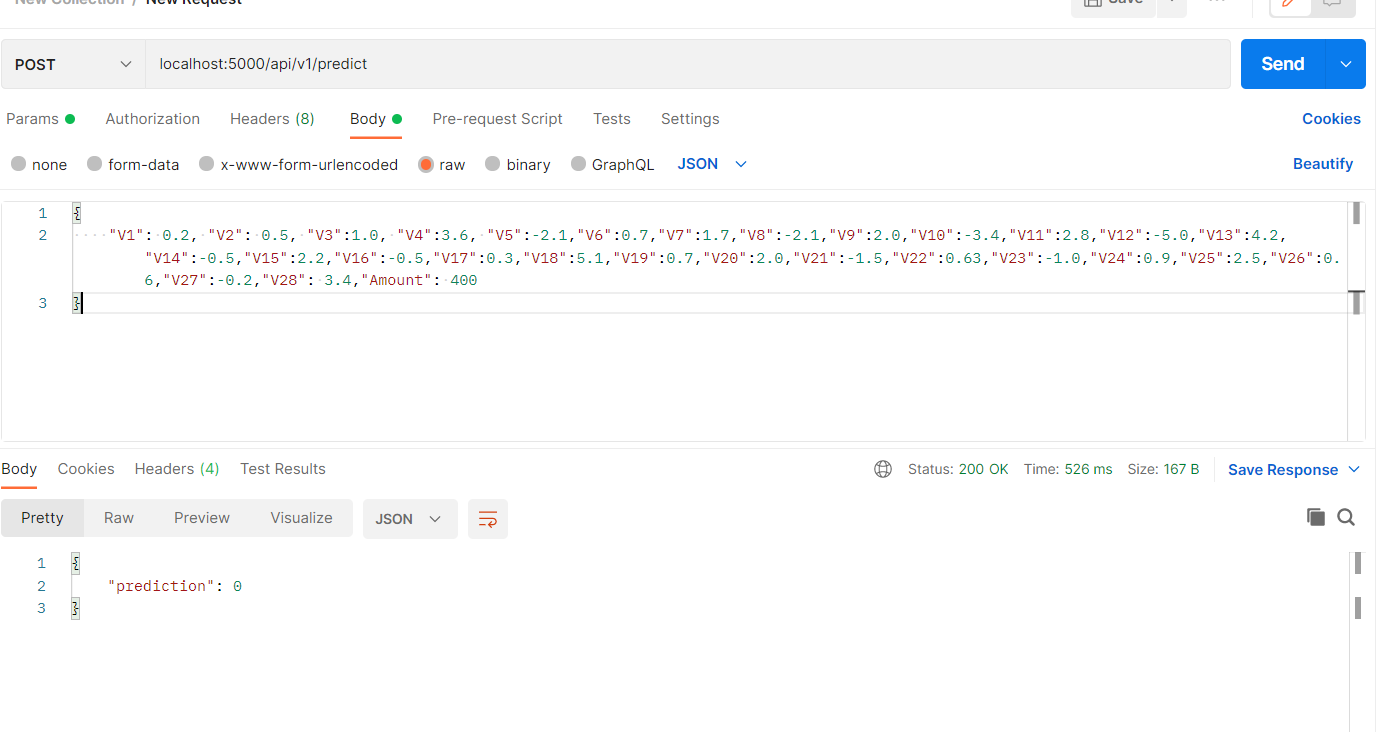 New Collection / New Request
Save
POST localhost:5000/api/v1/predict Send
Params Authorization Headers (8) Body Pre-request Script Tests Settings Cookies
none form-data x-www-form-urlencoded raw binary GraphQL JSON Beautify
1 {
2 "V1": 0.2, "V2": 0.5, "V3":1.0, "V4":3.6, "V5":-2.1,"V6":0.7,"V7":1.7,"V8":-2.1,"V9":2.0,"V10":-3.4,"V11":2.8,"V12":-5.0,"V13":4.2,
"V14":-0.5,"V15":2.2,"V16":-0.5,"V17":0.3,"V18":5.1,"V19":0.7,"V20":2.0,"V21":-1.5,"V22":0.63,"V23":-1.0,"V24":0.9,"V25":2.5,"V26":0.
6,"V27":-0.2,"V28": 3.4,"Amount": 400
3 }
Body Cookies Headers (4) Test Results Status: 200 OK Time: 526 ms Size: 167 B Save Response
Pretty Raw Preview Visualize JSON
1 {
2 "prediction": 0
3 }